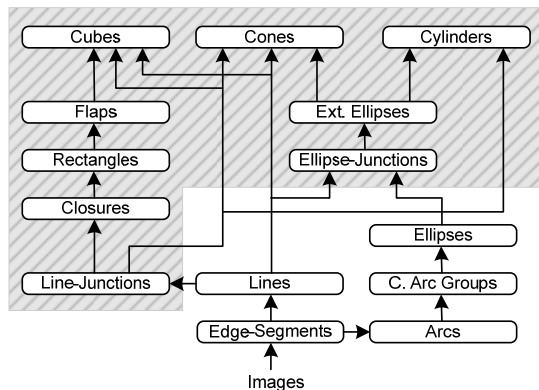 Cubes
Cones
Cylinders
Flaps
Ext. Ellipses
Rectangles
Ellipse-Junctions
Closures
Ellipses
Line-Junctions
Lines
C. Arc Groups
Edge-Segments
Arcs
Images